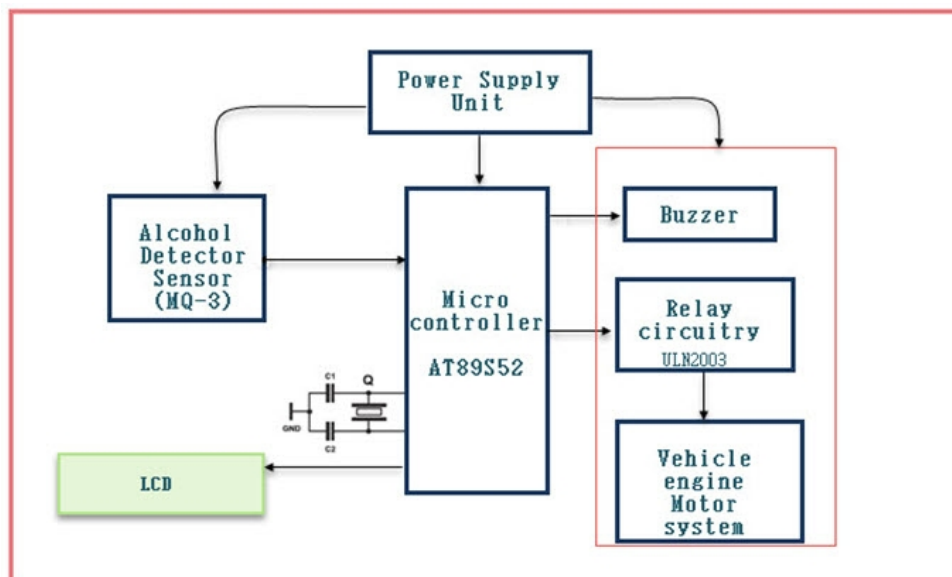 Power Supply
Unit
Alcohol
Detector
Sensor
(MQ-3)
Micro
controller
AT89S52
Buzzer
Relay
circuitry
ULN2003
C1
Q
GND
C2
LCD
Vehicle
engine
Motor
system